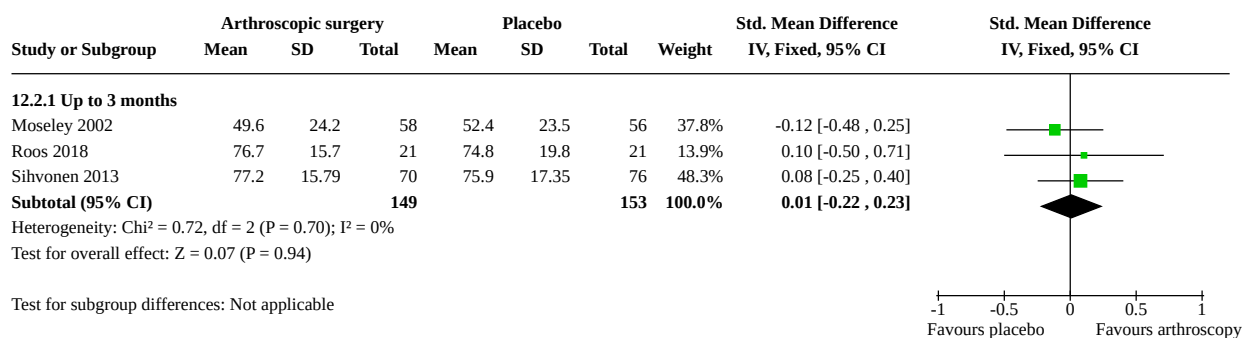 Arthroscopic surgery Placebo Std. Mean Difference Std. Mean Difference
Study or Subgroup Mean SD Total Mean SD Total Weight IV, Fixed, 95% CI IV, Fixed, 95% CI
12.2.1 Up to 3 months
Moseley 2002 49.6 24.2 58 52.4 23.5 56 37.8% -0.12 [-0.48 , 0.25]
Roos 2018 76.7 15.7 21 74.8 19.8 21 13.9% 0.10 [-0.50 , 0.71]
Sihvonen 2013 77.2 15.79 70 75.9 17.35 76 48.3% 0.08 [-0.25 , 0.40]
Subtotal (95% CI) 149 153 100.0% 0.01 [-0.22 , 0.23]
Heterogeneity: Chi² = 0.72, df = 2 (P = 0.70); I² = 0%
Test for overall effect: Z = 0.07 (P = 0.94)
Test for subgroup differences: Not applicable
-1 -0.5 0 0.5 1
Favours placebo Favours arthroscopy